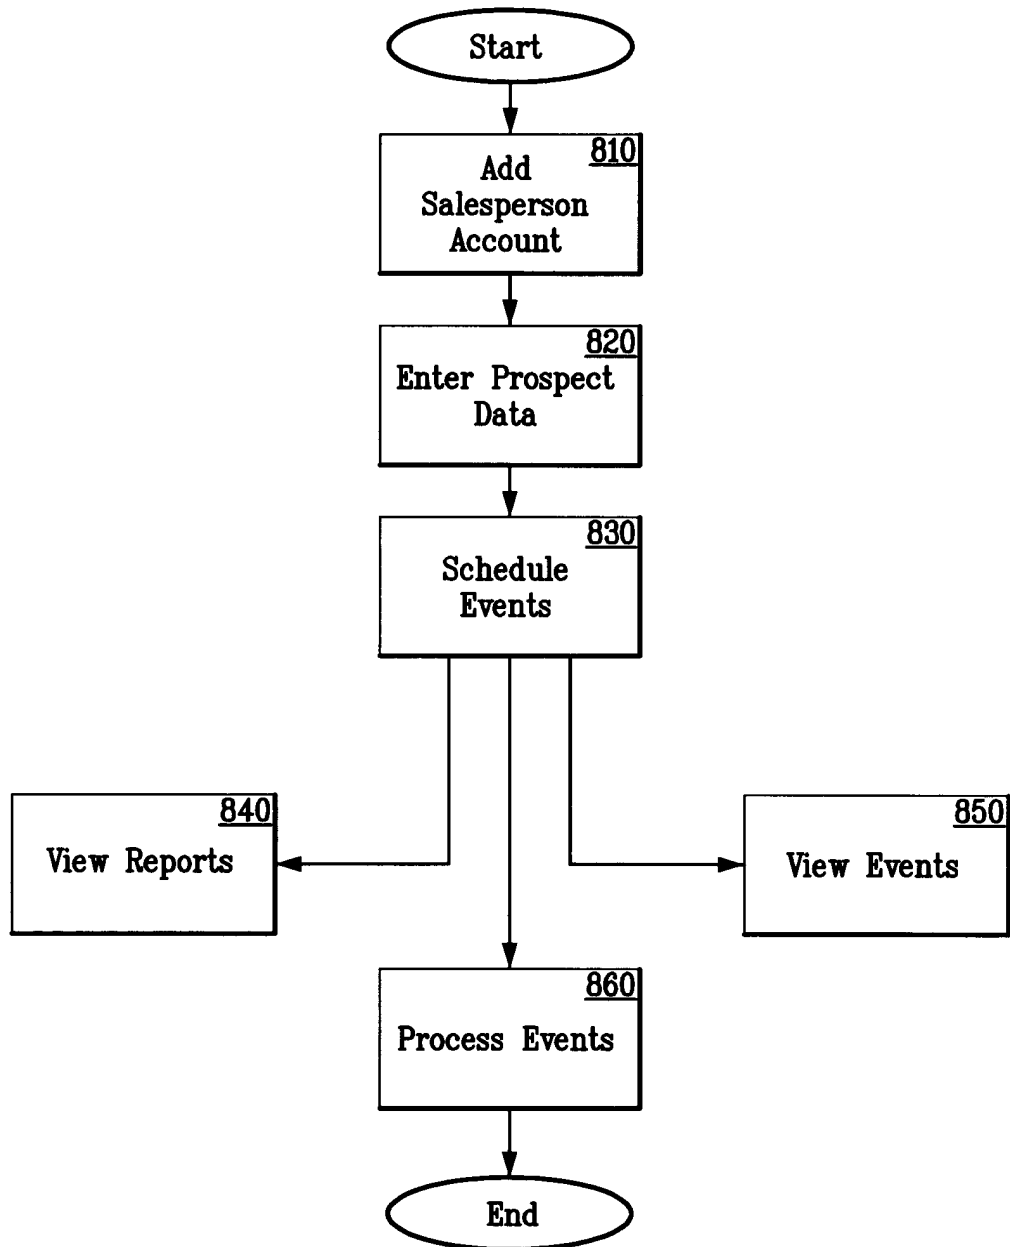 Start
810
Add
Salesperson
Account
820
Enter Prospect
Data
830
Schedule
Events
840
View Reports
850
View Events
860
Process Events
End